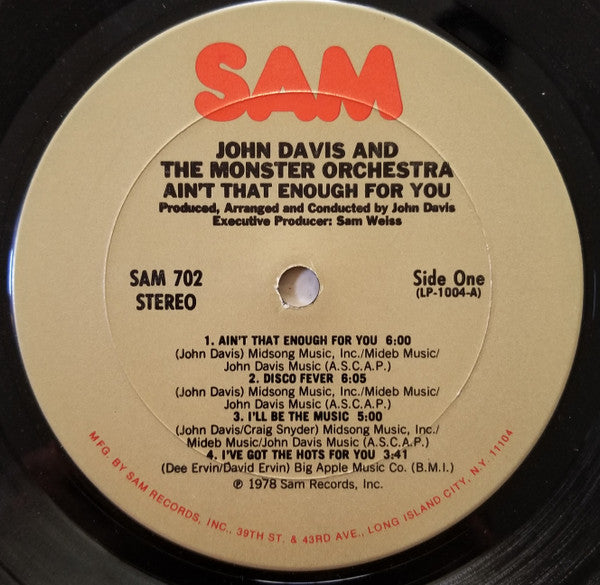 SAM
JOHN DAVIS AND
THE MONSTER ORCHESTRA
AIN'T THAT ENOUGH FOR YOU
Produced, Arranged and Conducted by John Davis
Executive Producer: Sam Weiss
SAM 702
STEREO
Side One
(LP-1004-A)
1. AIN'T THAT ENOUGH FOR YOU 6:00
(John Davis) Midsong Music, Inc./Mideb Music/
John Davis Music (A.S.C.A.P.)
2. DISCO FEVER 6:05
(John Davis) Midsong Music, Inc./Mideb Music/
John Davis Music (A.S.C.A.P.)
3. I'LL BE THE MUSIC 5:00
(John Davis/Craig Snyder) Midsong Music, Inc./
Mideb Music/John Davis Music (A.S.C.A.P.)
4. I'VE GOT THE HOTS FOR YOU 3:41
(Dee Ervin/David Ervin) Big Apple Music Co. (B.M.I.)
℗ 1978 Sam Records, Inc.
MFG. BY SAM RECORDS, INC., 39TH ST. & 43RD AVE., LONG ISLAND CITY, N.Y. 11104